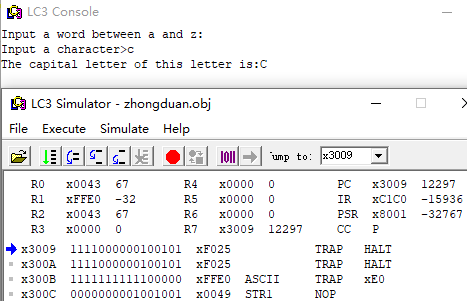 LC3 Console
Input a word between a and z:
Input a character>c
The capital letter of this letter is:C
LC3 Simulator - zhongduan.obj
File Execute Simulate Help
Jump to: x3009
R0 x0043 67 R4 x0000 0 PC x3009 12297
R1 xFFE0 -32 R5 x0000 0 IR xC1C0 -15936
R2 x0043 67 R6 x0000 0 PSR x8001 -32767
R3 x0000 0 R7 x3009 12297 CC P
x3009 1111000000100101 xF025 TRAP HALT
x300A 1111000000100101 xF025 TRAP HALT
x300B 1111111111100000 xFFE0 ASCII TRAP xE0
x300C 0000000001001001 x0049 STR1 NOP